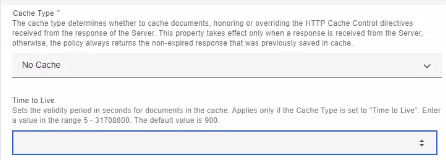 Cache Type *
The cache type determines whether to cache documents, honoring or overriding the HTTP Cache Control directives
received from the response of the Server. This property takes effect only when a response is received from the Server,
otherwise, the policy always returns the non-expired response that was previously saved in cache.
No Cache
Time to Live
Sets the validity period in seconds for documents in the cache. Applies only if the Cache Type is set to "Time to Live". Enter
a value in the range 5 - 31708800. The default value is 900.